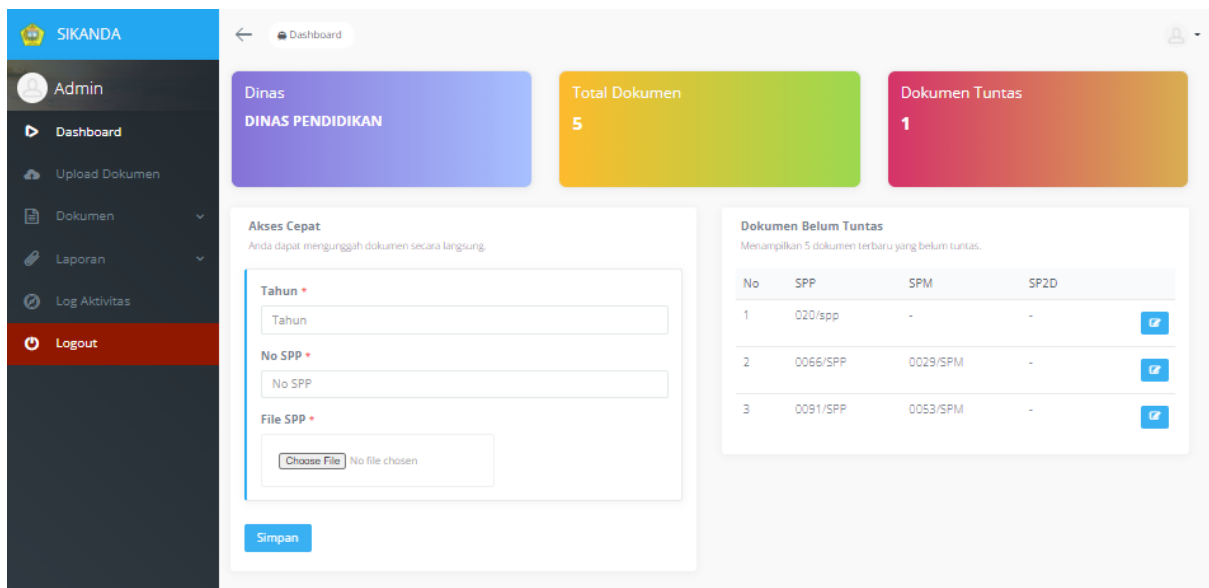 SIKANDA
Dashboard
Admin
Dashboard
Upload Dokumen
Dokumen
Laporan
Log Aktivitas
Logout
Dinas
DINAS PENDIDIKAN
Total Dokumen
5
Dokumen Tuntas
1
Akses Cepat
Anda dapat mengunggah dokumen secara langsung.
Tahun *
Tahun
No SPP *
No SPP
File SPP *
Choose File No file chosen
Simpan
Dokumen Belum Tuntas
Menampilkan 5 dokumen terbaru yang belum tuntas.
No SPP SPM SP2D
1 020/spp - -
2 0066/SPP 0029/SPM -
3 0091/SPP 0053/SPM -